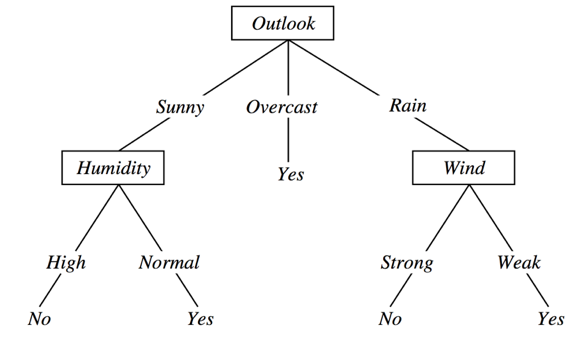 Outlook
Sunny Overcast Rain
Humidity Yes Wind
High Normal Strong Weak
No Yes No Yes